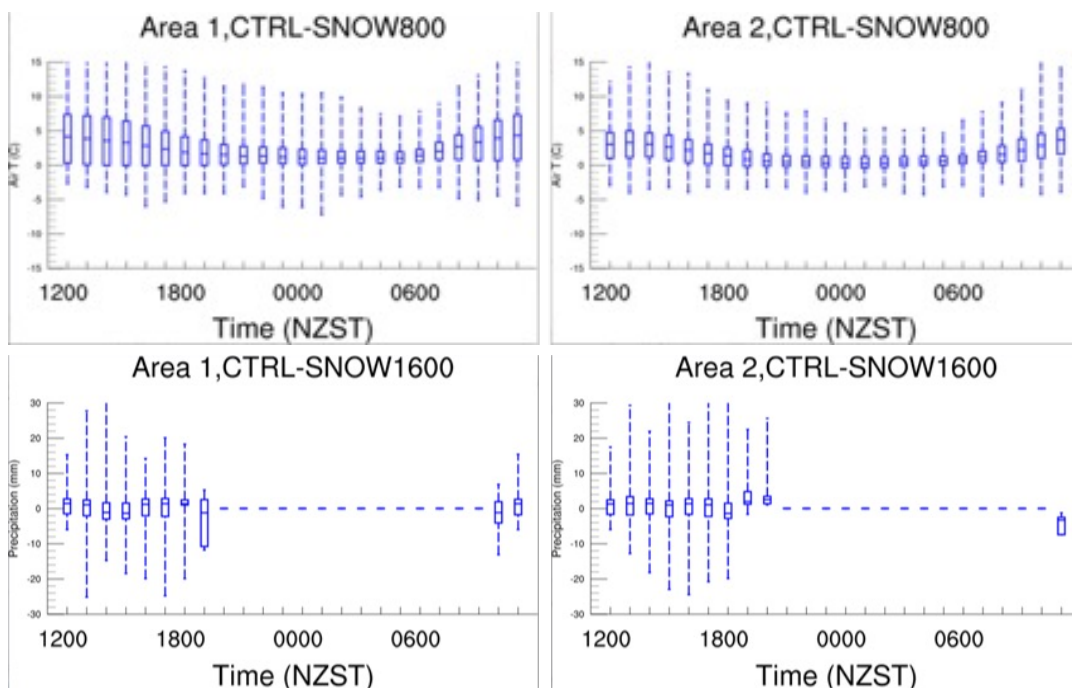 Area 1,CTRL-SNOW800
Air T (C)
15
10
5
0
-5
-10
-15
1200 1800 0000 0600
Time (NZST)
Area 2,CTRL-SNOW800
Air T (C)
15
10
5
0
-5
-10
-15
1200 1800 0000 0600
Time (NZST)
Area 1,CTRL-SNOW1600
Precipitation (mm)
30
20
10
0
-10
-20
-30
1200 1800 0000 0600
Time (NZST)
Area 2,CTRL-SNOW1600
Precipitation (mm)
30
20
10
0
-10
-20
-30
1200 1800 0000 0600
Time (NZST)